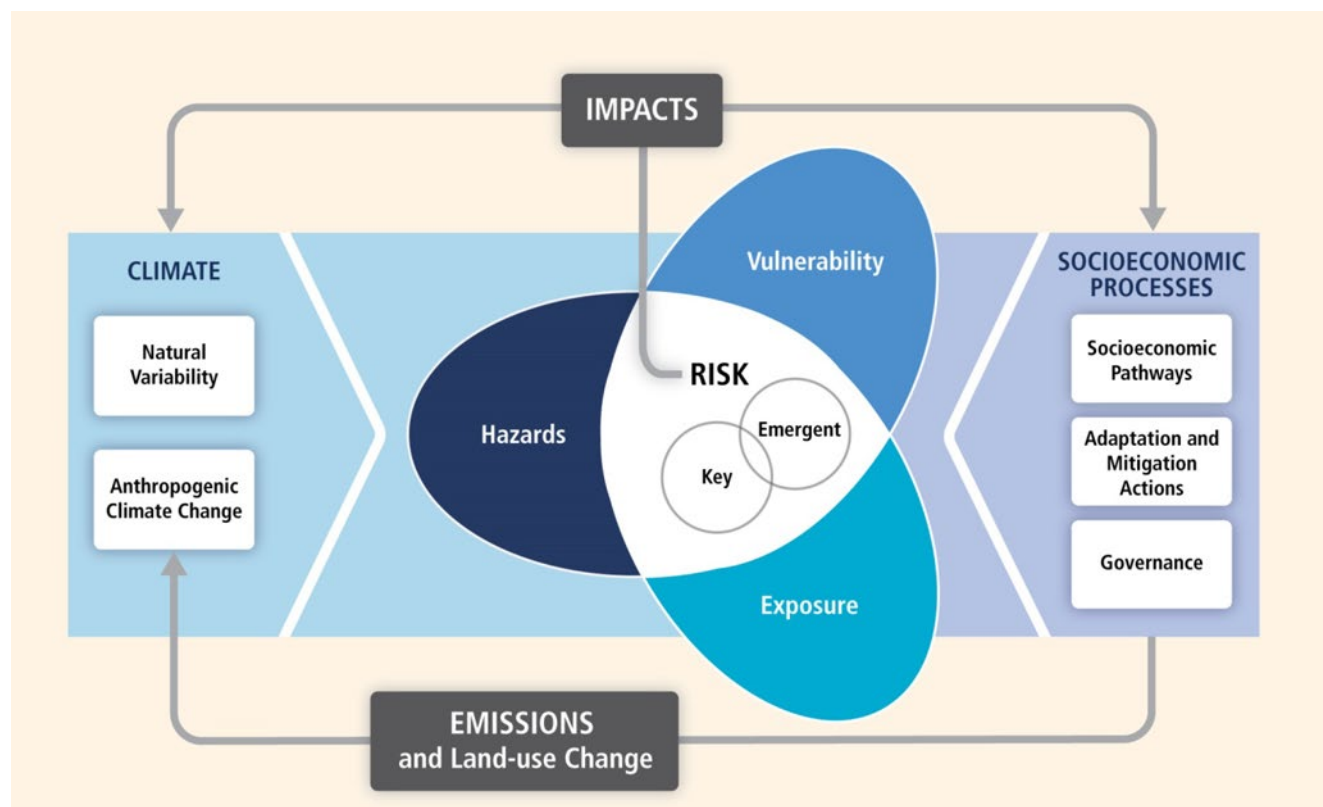 IMPACTS
CLIMATE
Natural
Variability
Anthropogenic
Climate Change
Hazards
Vulnerability
RISK
Emergent
Key
Exposure
SOCIOECONOMIC
PROCESSES
Socioeconomic
Pathways
Adaptation and
Mitigation
Actions
Governance
EMISSIONS
and Land-use Change